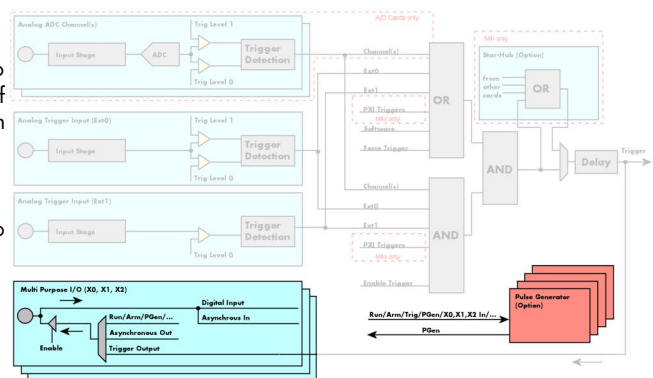 A/D Cards only
M4i only
Analog ADC Channel(s)
Trig Level 1
Input Stage
ADC
Trigger
Detection
Trig Level 0
Channel(s)
Ext0
Ext1
PXI Triggers
M4x only
Software
Force Trigger
OR
Star-Hub (Option)
from
other
cards
OR
Analog Trigger Input (Ext0)
Trig Level 1
Input Stage
Trigger
Detection
Trig Level 0
AND
Delay
Trigger
Analog Trigger Input (Ext1)
Input Stage
Trigger
Detection
Trig Level 0
Channel(s)
Ext0
Ext1
PXI Triggers
M4x only
Enable Trigger
AND
Multi Purpose I/O (X0, X1, X2)
Digital Input
Run/Arm/PGen/...
Asynchronous In
Asynchronous Out
Enable
Trigger Output
Run/Arm/Trig/PGen/X0,X1,X2 In/...
PGen
Pulse Generator
(Option)